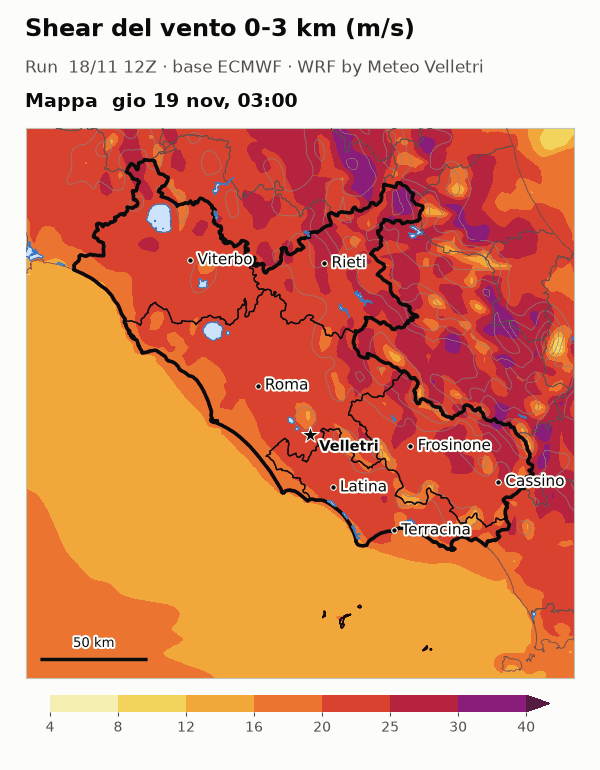 Shear del vento 0-3 km (m/s)
Run  18/11 12Z · base ECMWF · WRF by Meteo Velletri
Mappa  gio 19 nov, 03:00
Viterbo
Rieti
Roma
Velletri
Frosinone
Cassino
Latina
Terracina
50 km
4 8 12 16 20 25 30 40